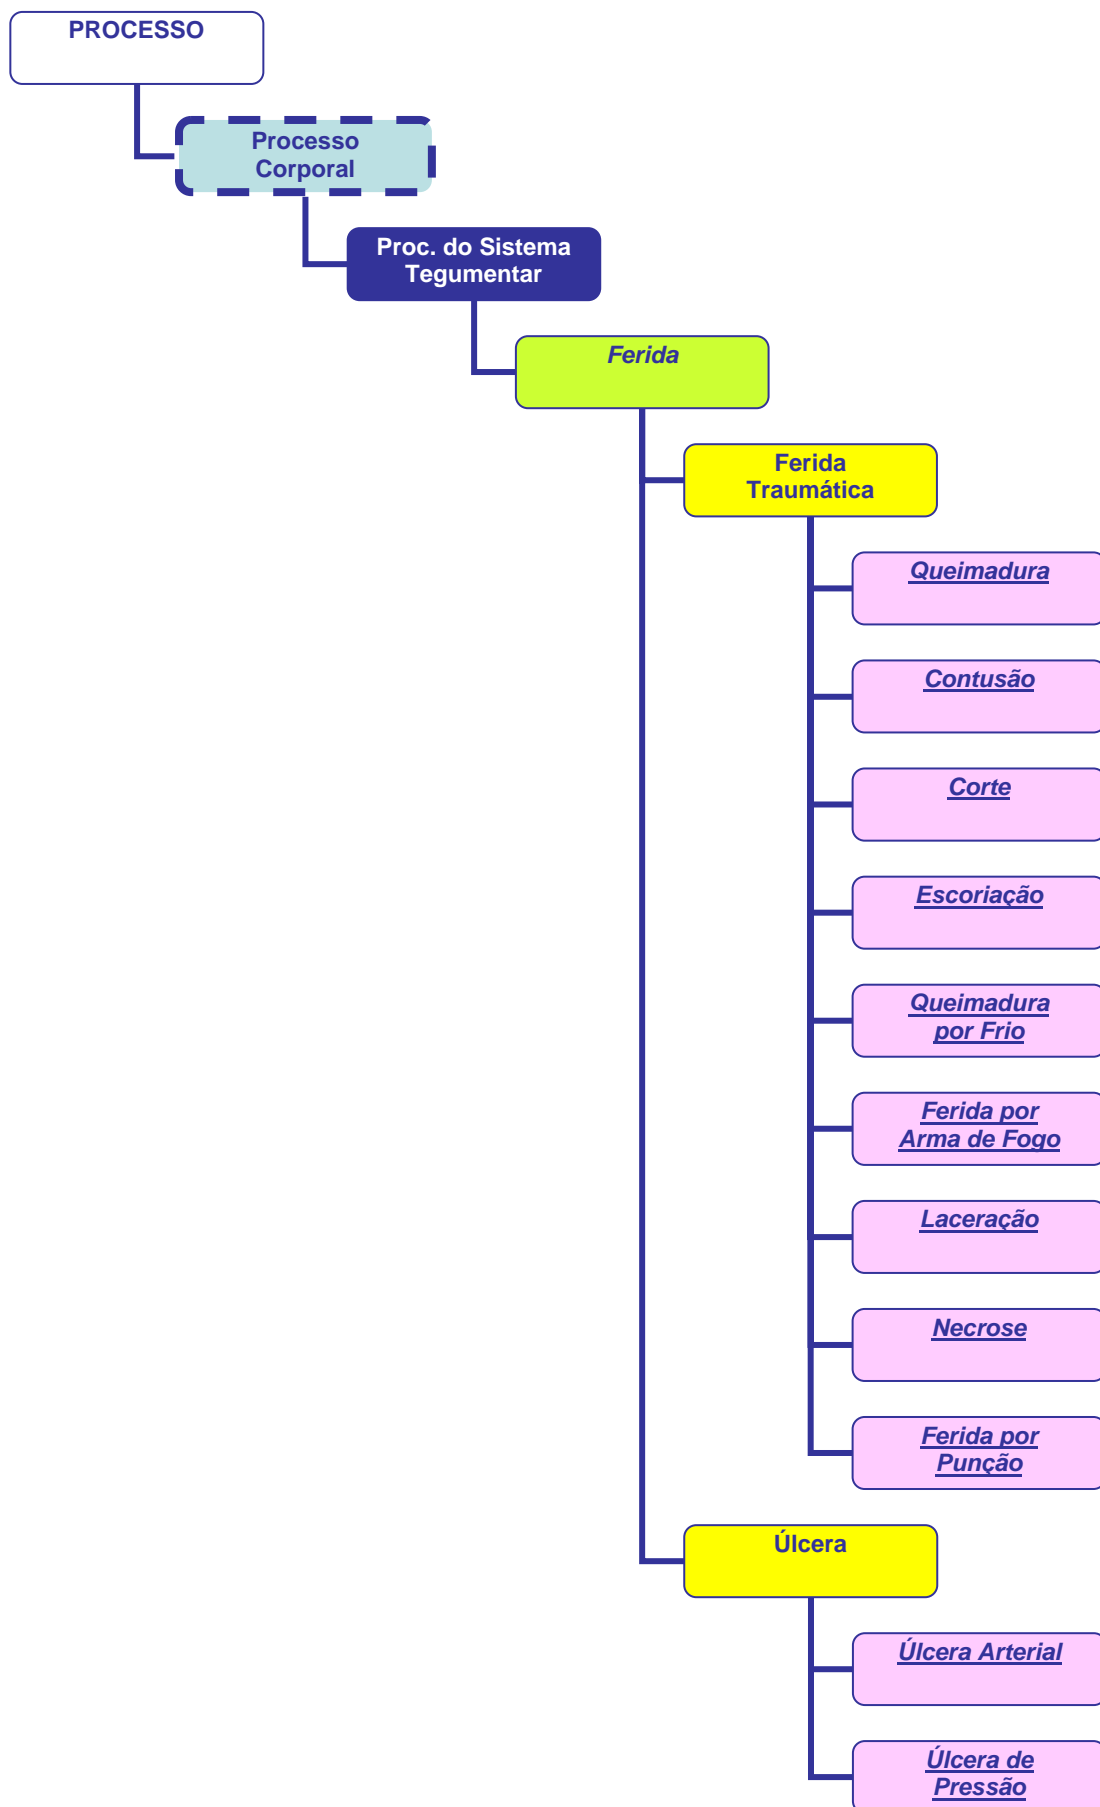 PROCESSO
Processo
Corporal
Proc. do Sistema
Tegumentar
Ferida
Ferida
Traumática
Queimadura
Contusão
Corte
Escoriação
Queimadura
por Frio
Ferida por
Arma de Fogo
Laceração
Necrose
Ferida por
Punção
Úlcera
Úlcera Arterial
Úlcera de
Pressão